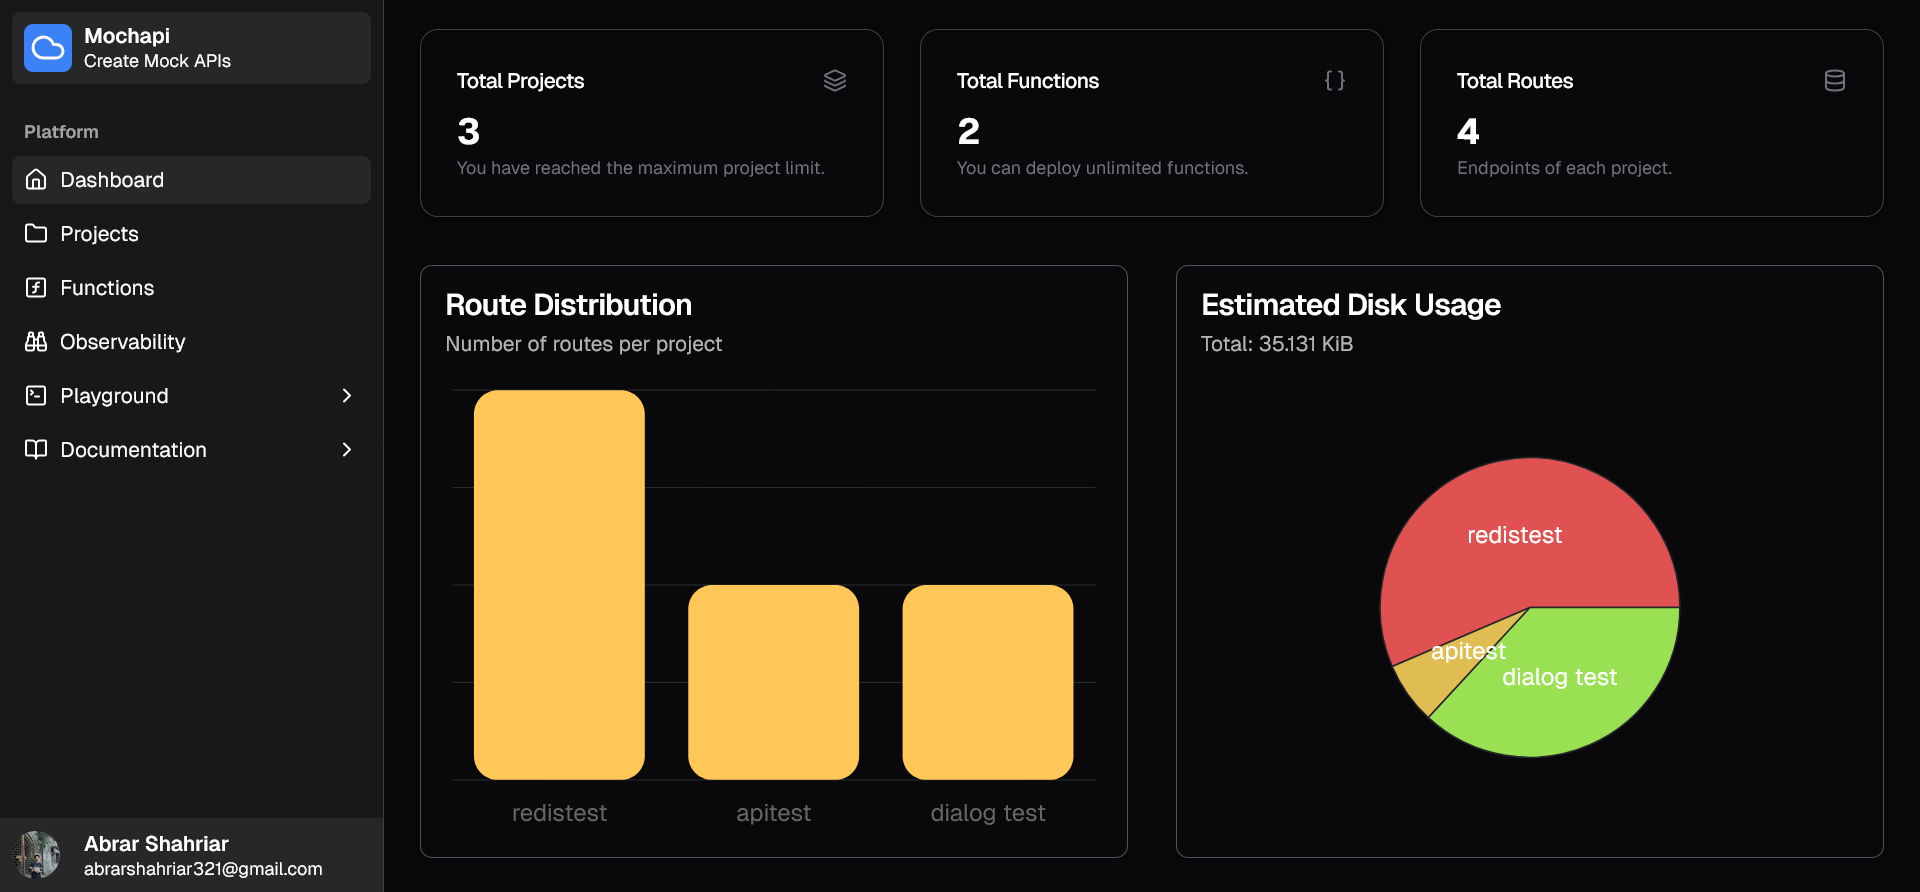 Mochapi
Create Mock APIs
Platform
Dashboard
Projects
Functions
Observability
Playground
Documentation
Abrar Shahriar
abrarshahriar321@gmail.com
Total Projects
3
You have reached the maximum project limit.
Total Functions
2
You can deploy unlimited functions.
Total Routes
4
Endpoints of each project.
Route Distribution
Number of routes per project
redistest
apitest
dialog test
Estimated Disk Usage
Total: 35.131 KiB
redistest
apitest
dialog test